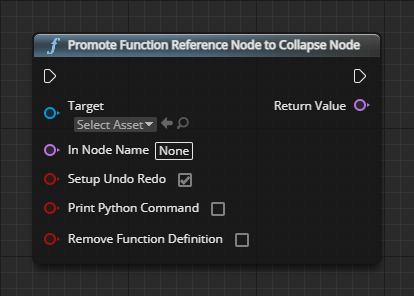 f Promote Function Reference Node to Collapse Node
Target
Return Value
Select Asset
In Node Name None
Setup Undo Redo
Print Python Command
Remove Function Definition